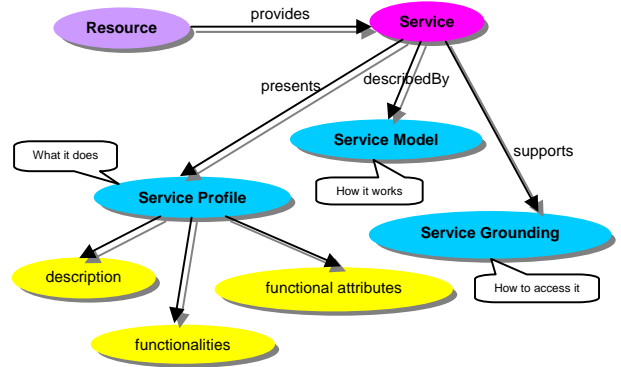 provides
Resource
Service
presents
describedBy
Service Model
What it does
supports
How it works
Service Profile
Service Grounding
description
functional attributes
How to access it
functionalities